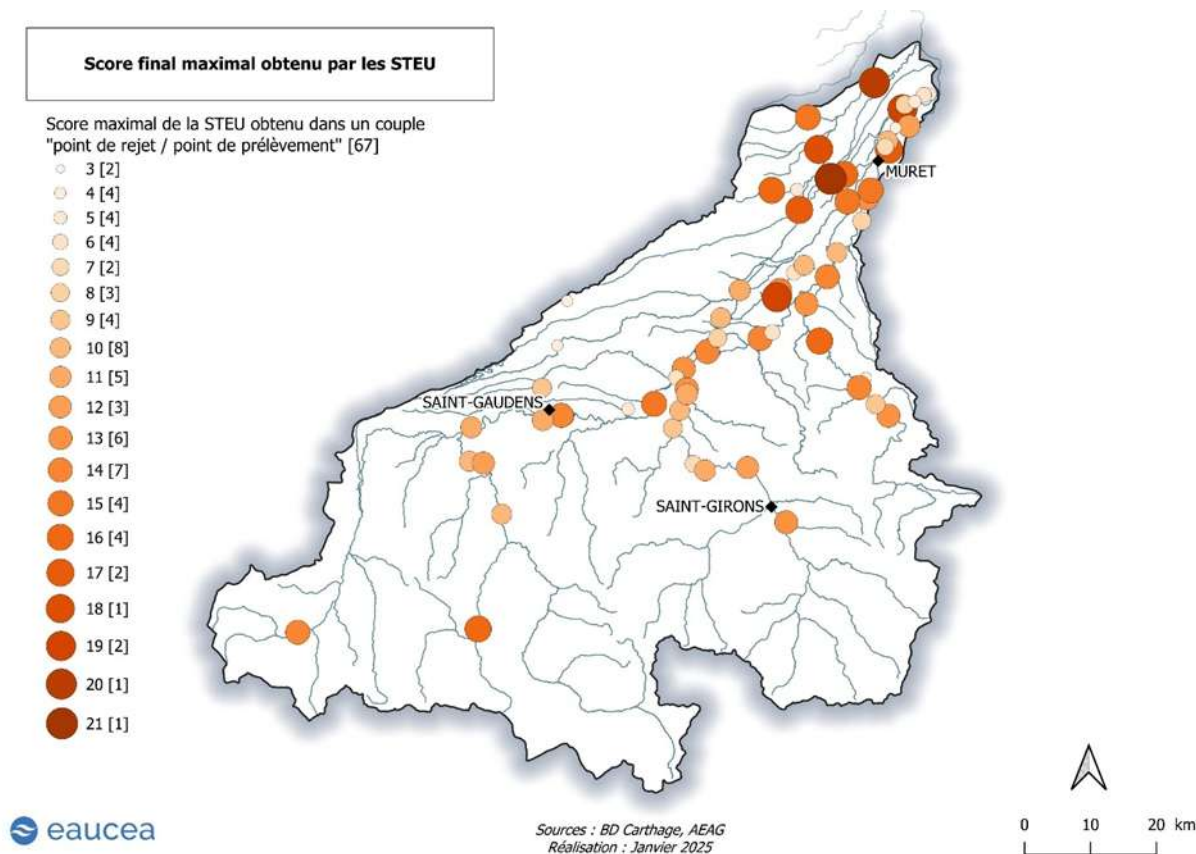 Score final maximal obtenu par les STEU
Score maximal de la STEU obtenu dans un couple
"point de rejet / point de prélèvement" [67]
3 [2]
4 [4]
5 [4]
6 [4]
7 [2]
8 [3]
9 [4]
10 [8]
11 [5]
12 [3]
13 [6]
14 [7]
15 [4]
16 [4]
17 [2]
18 [1]
19 [2]
20 [1]
21 [1]
MURET
SAINT-GAUDENS
SAINT-GIRONS
eaucea
Sources : BD Carthage, AEAG
Réalisation : Janvier 2025
0 10 20 km